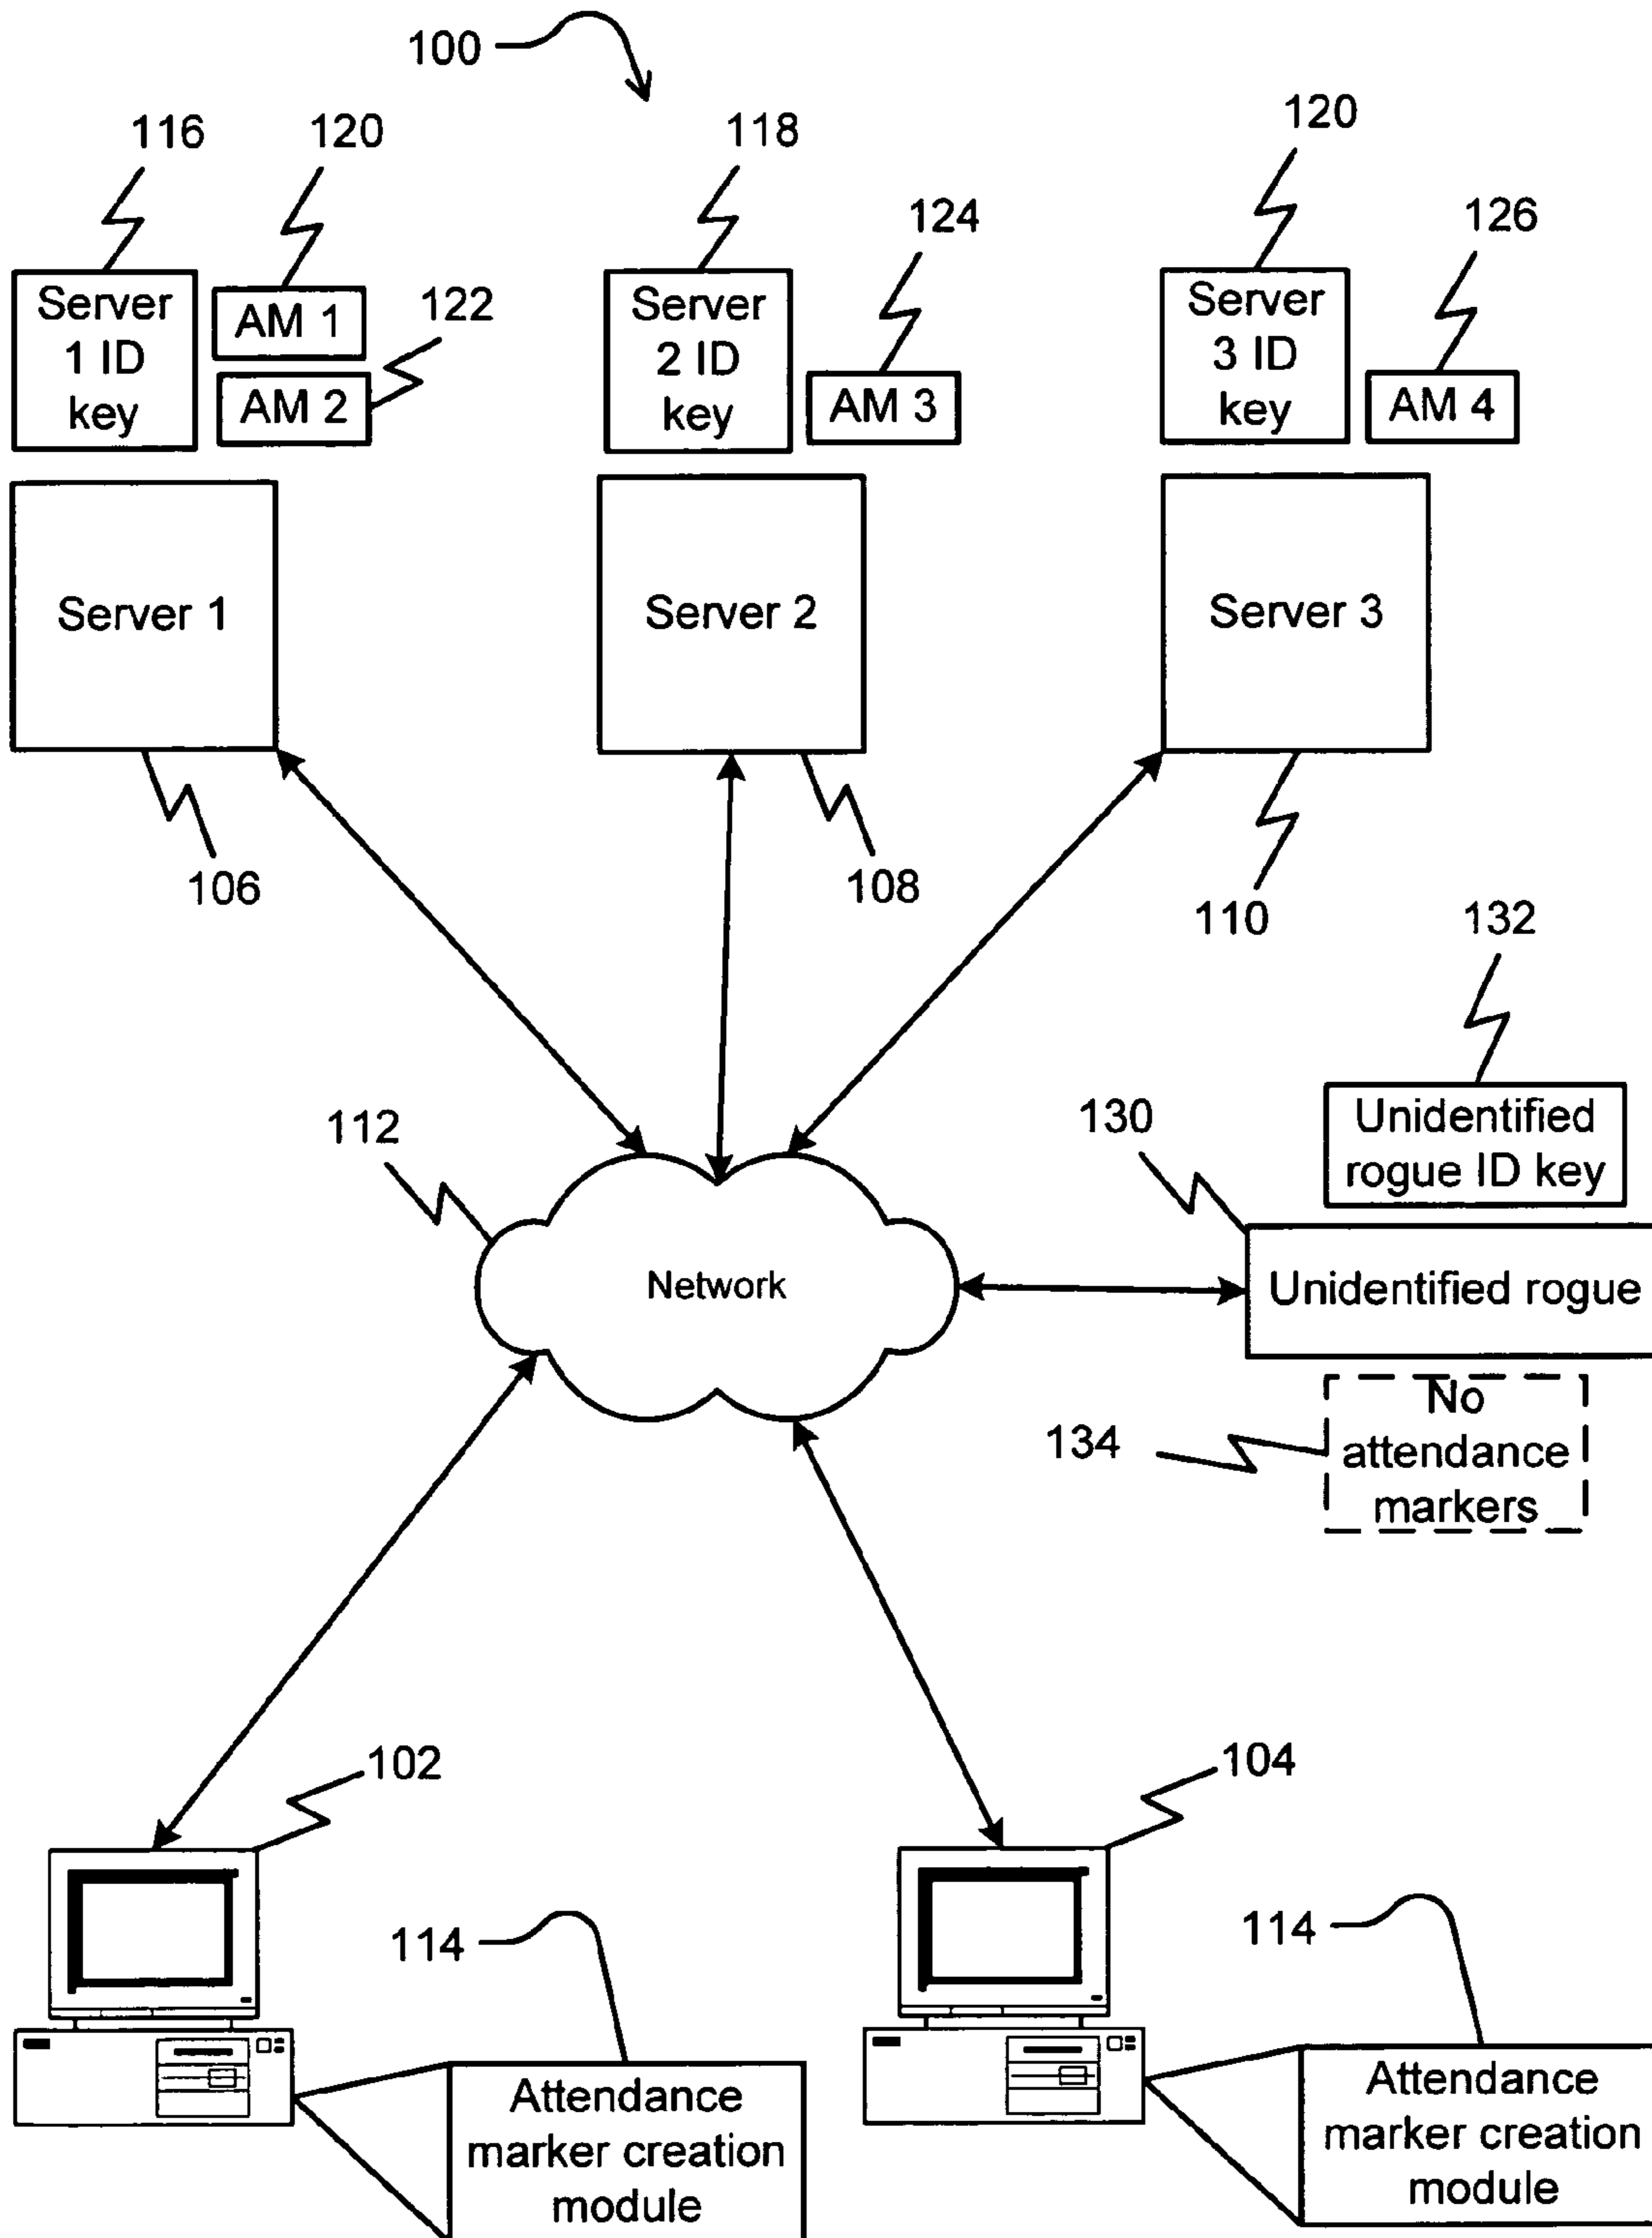 100
116
120
118
120
124
126
122
Server
1 ID
key
AM 1
AM 2
Server
2 ID
key
AM 3
Server
3 ID
key
AM 4
Server 1
Server 2
Server 3
106
108
110
132
112
130
Unidentified
rogue ID key
Network
Unidentified rogue
134
No
attendance
markers
102
104
114
114
Attendance
marker creation
module
Attendance
marker creation
module